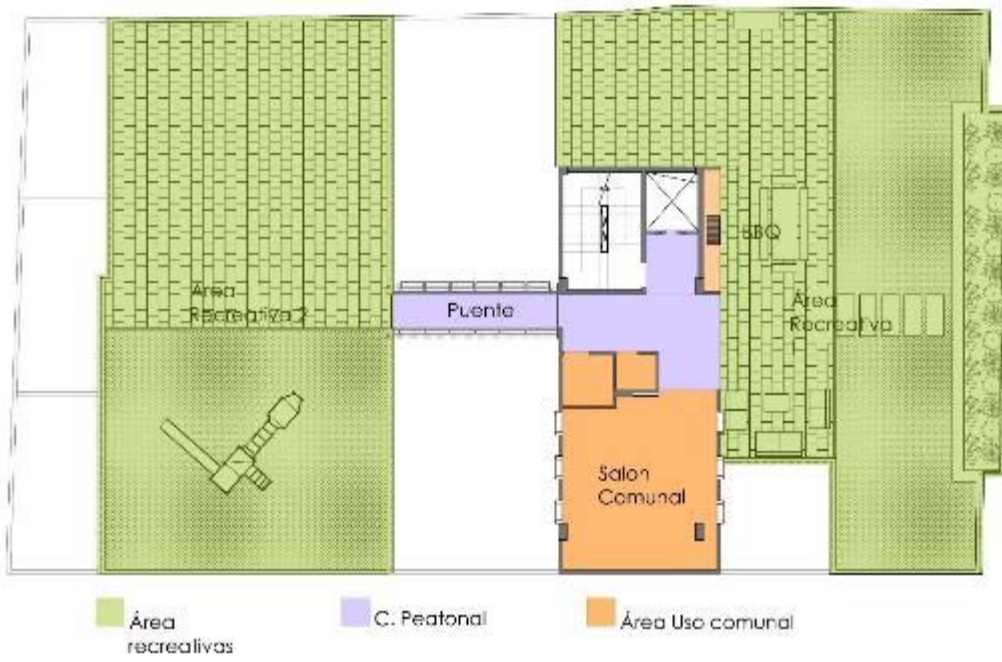 BBQ
Área
Recreativa 2
Puente
Área
Recreativa
Salon
Comunal
Área
recreativas
C. Peatonal
Área Uso comunal